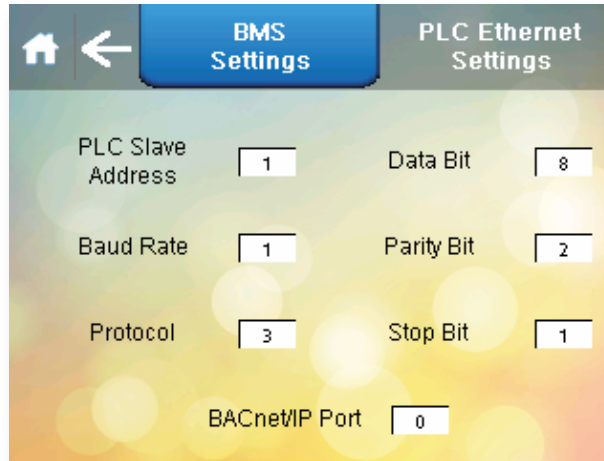 BMS
Settings
PLC Ethernet
Settings
PLC Slave
Address
1
Data Bit
8
Baud Rate
1
Parity Bit
2
Protocol
3
Stop Bit
1
BACnet/IP Port
0